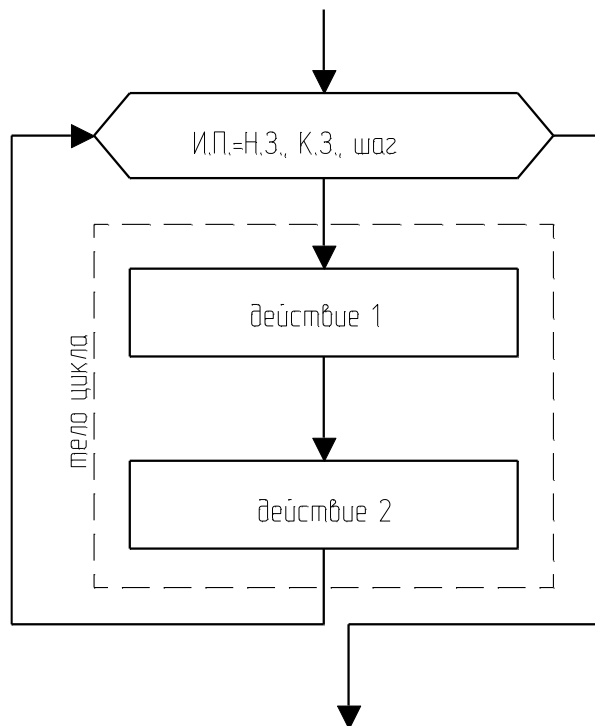 И.П.=Н.З., К.З., шаг
действие 1
тело цикла
действие 2